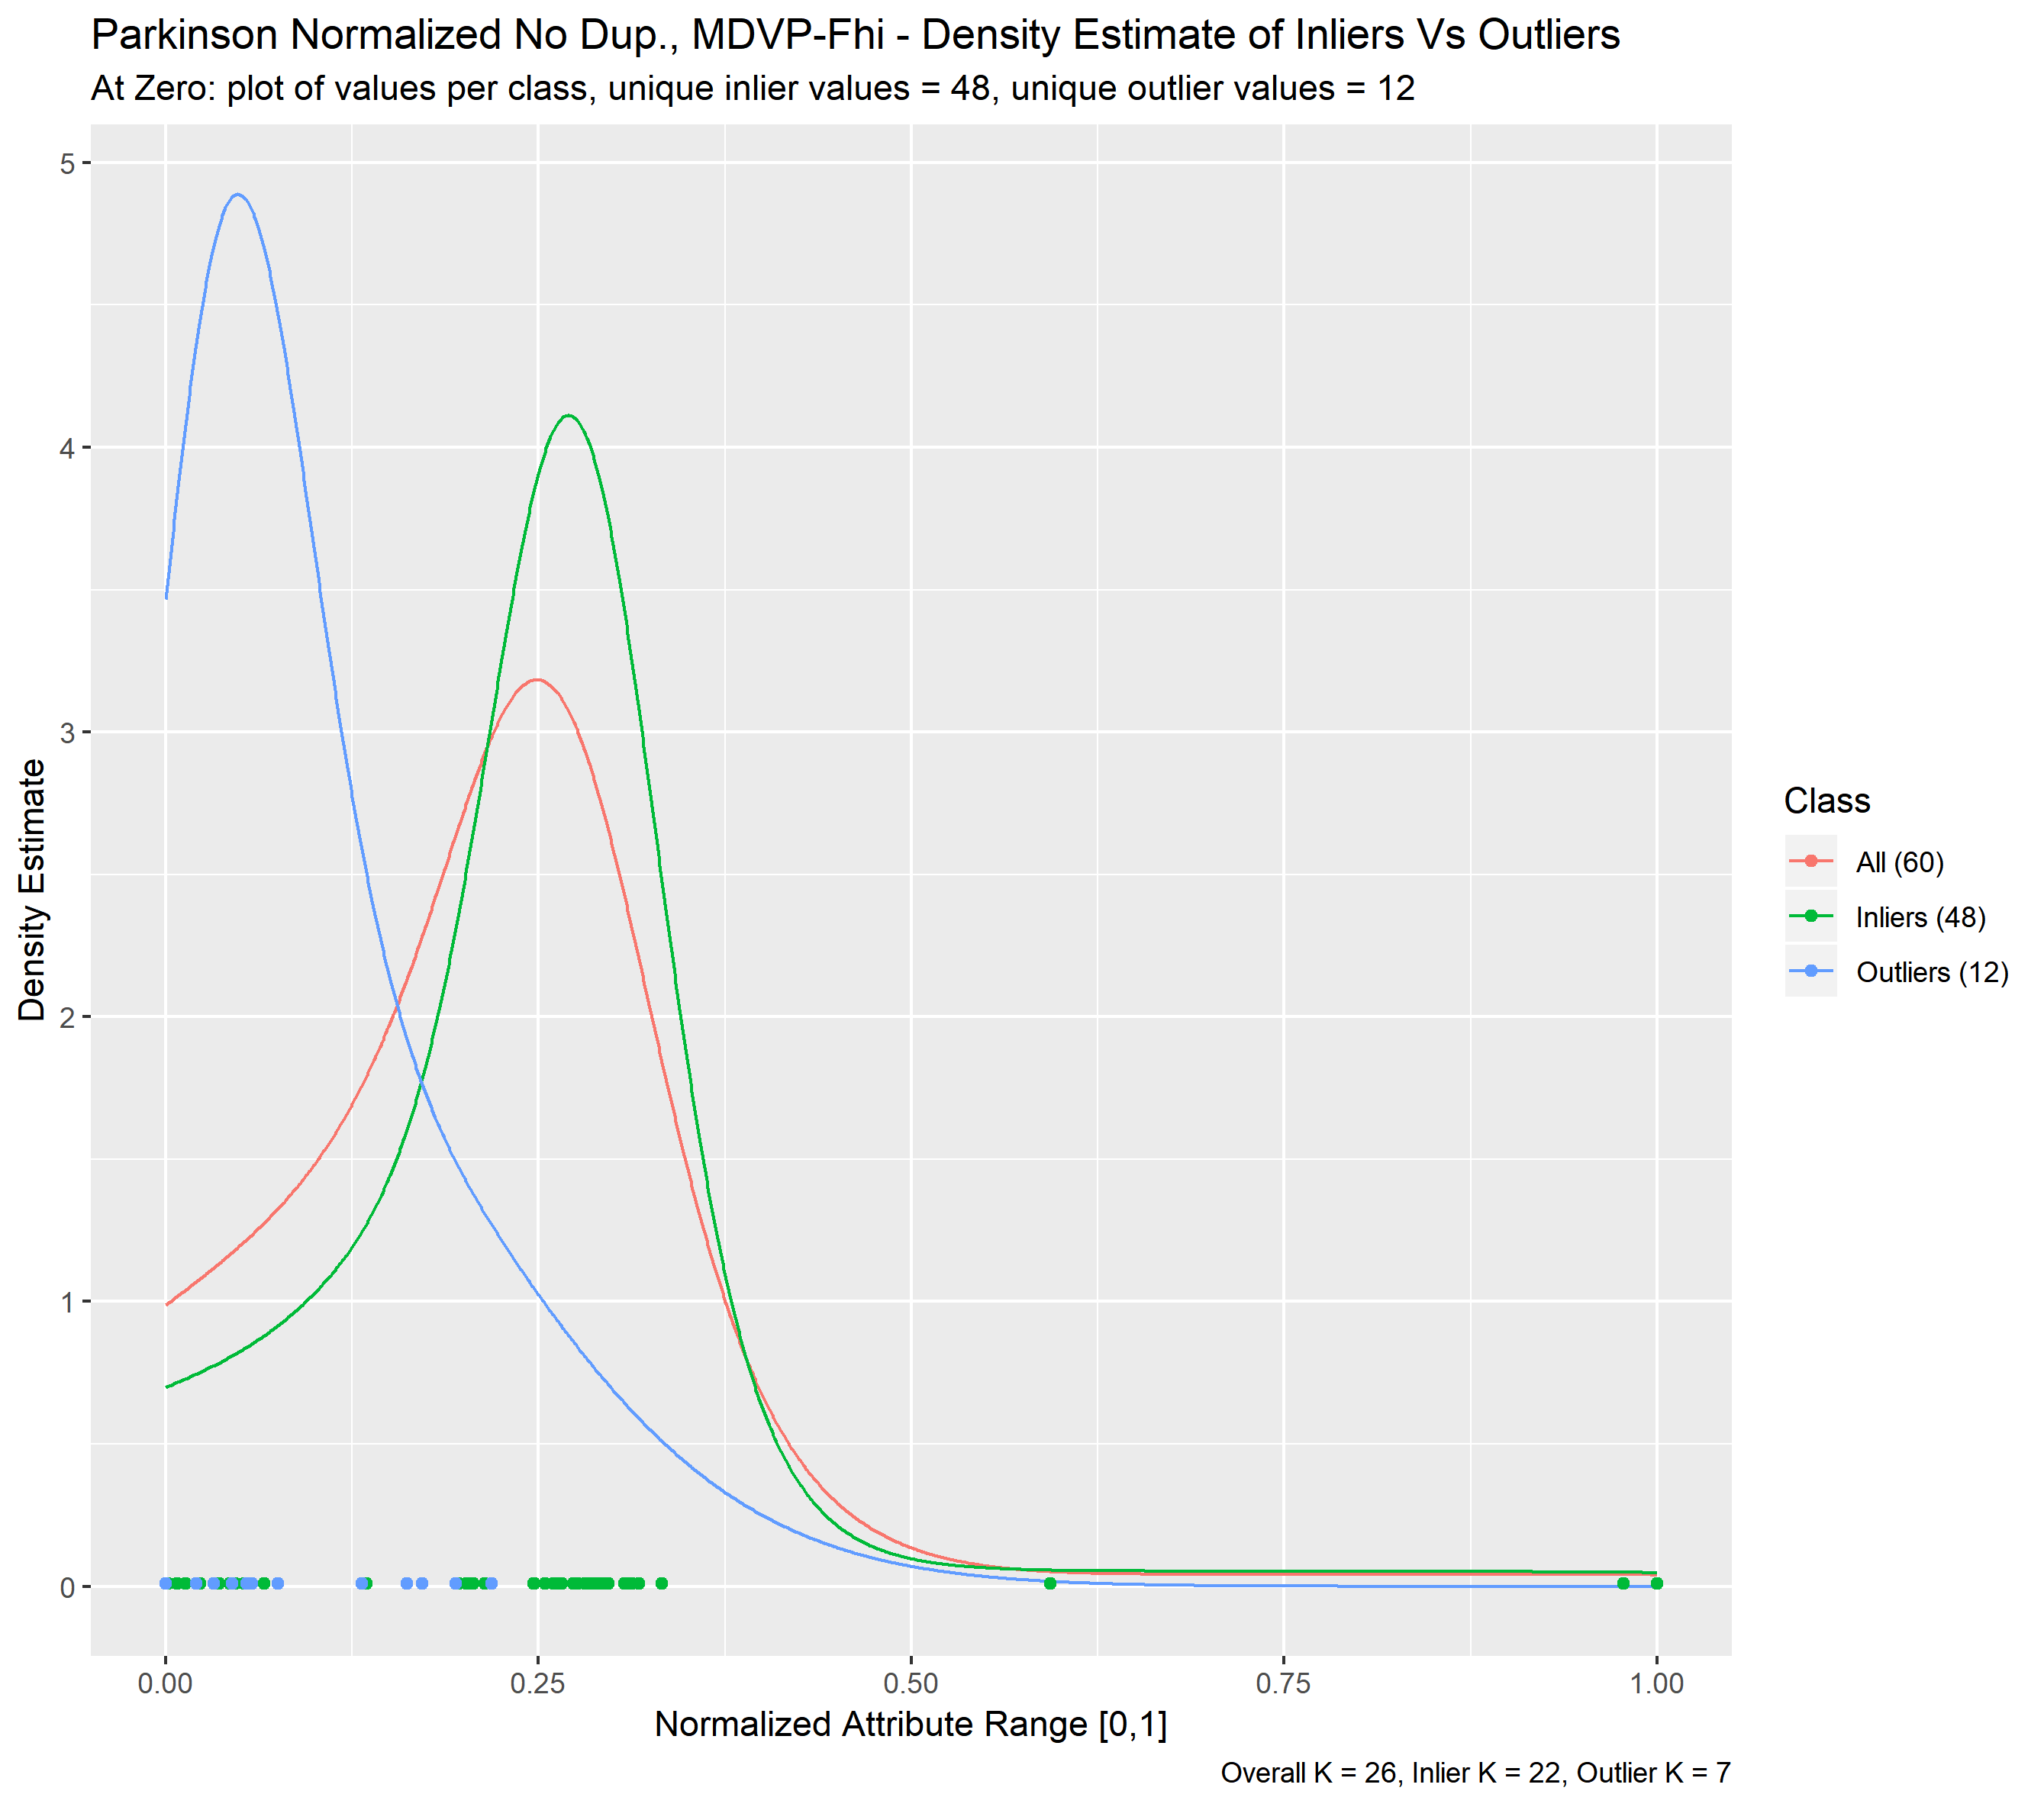 Parkinson Normalized No Dup., MDVP-Fhi - Density Estimate of Inliers Vs Outliers
At Zero: plot of values per class, unique inlier values = 48, unique outlier values = 12
Density Estimate
5
4
3
2
1
0
0.00 0.25 0.50 0.75 1.00
Normalized Attribute Range [0,1]
Class
All (60)
Inliers (48)
Outliers (12)
Overall K = 26, Inlier K = 22, Outlier K = 7